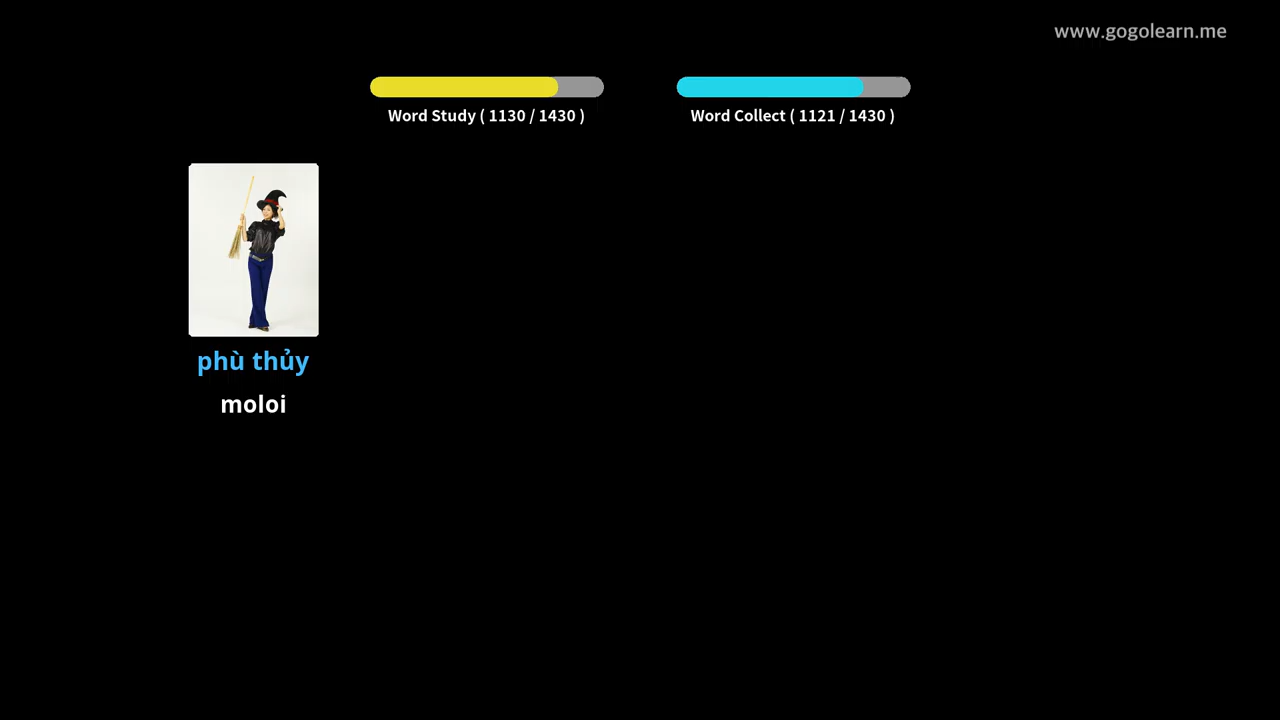 www.gogolearn.me
Word Study ( 1130 / 1430 )
Word Collect ( 1121 / 1430 )
phù thủy
moloi